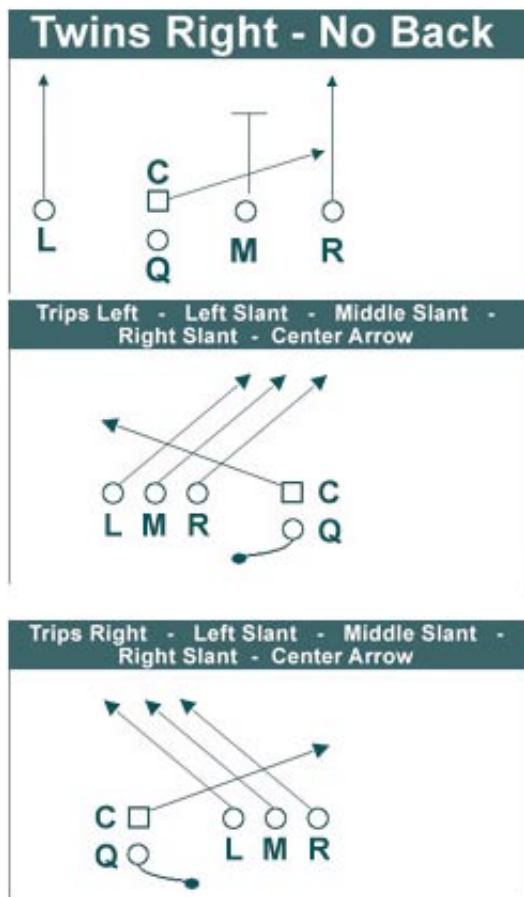 Twins Right - No Back
C
L
Q
M
R
Trips Left - Left Slant - Middle Slant -
Right Slant - Center Arrow
C
L M R
Q
Trips Right - Left Slant - Middle Slant -
Right Slant - Center Arrow
C
Q
L M R